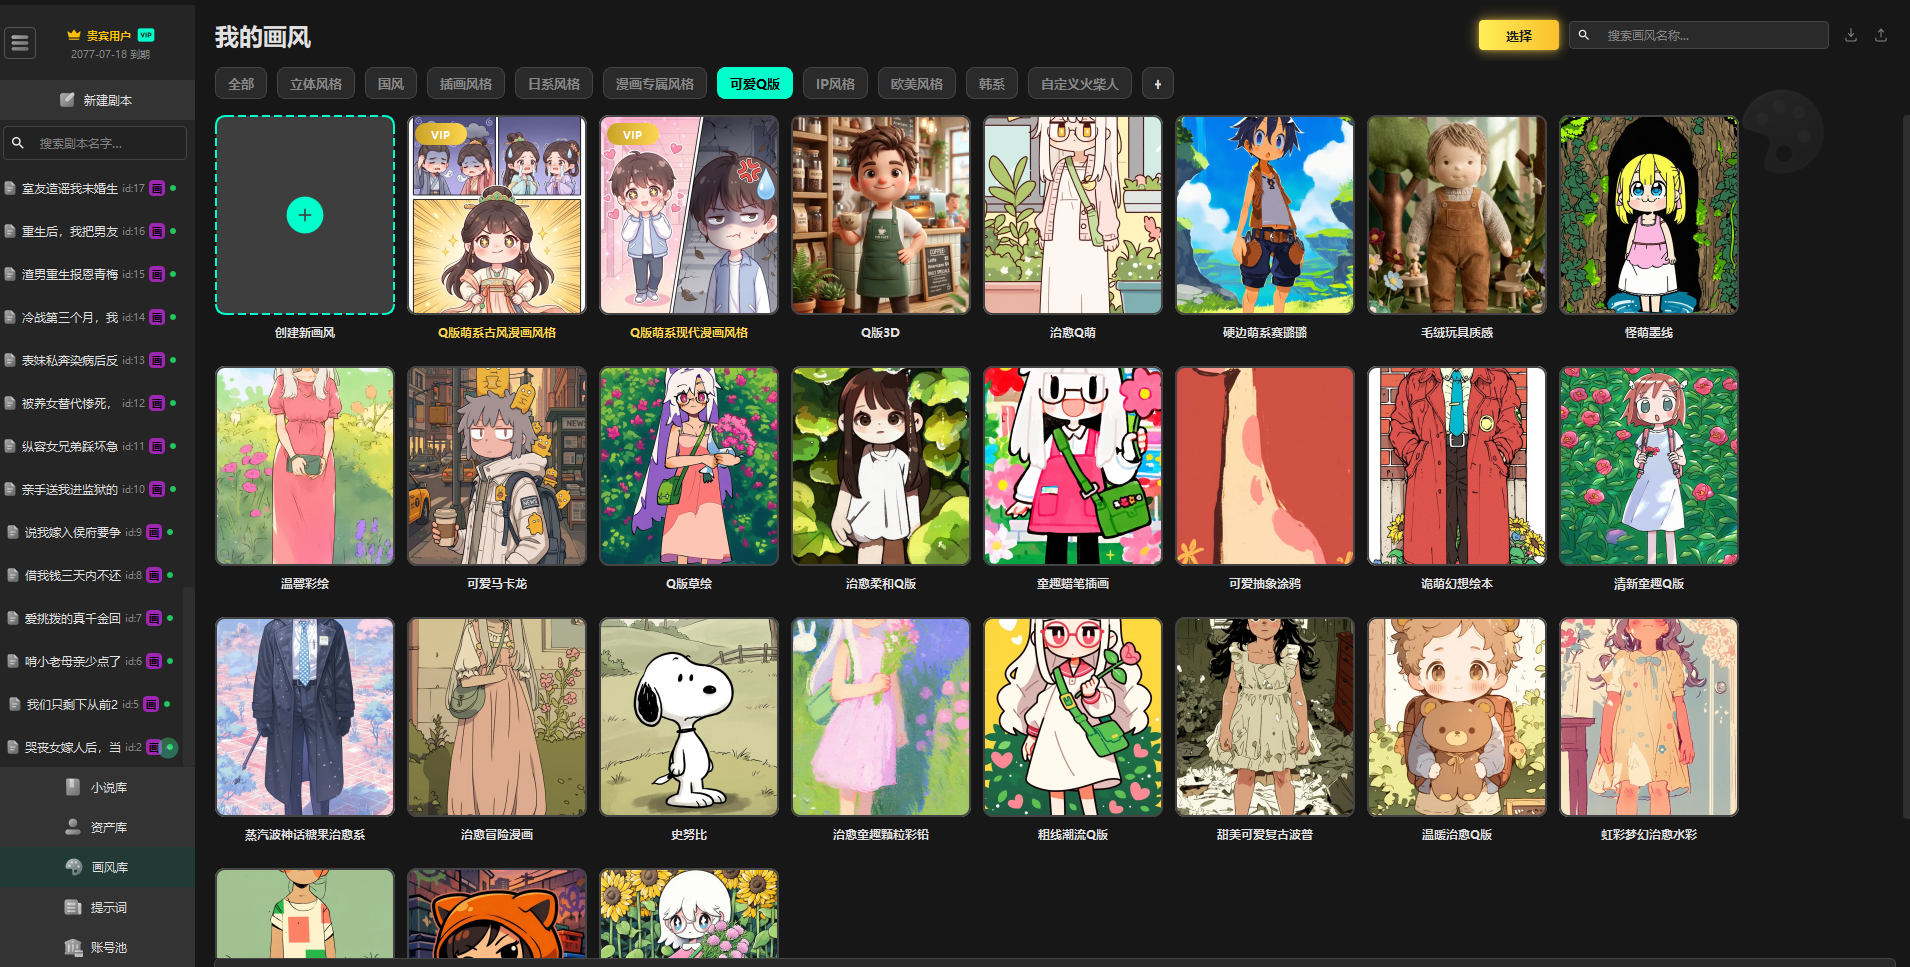 贵宾用户 VIP
2077-07-18 到期
新建剧本
搜索剧本名字...
室友造谣我未婚生 id:17 画
重生后，我把男友 id:16 画
渣男重生报恩青梅 id:15 画
冷战第三个月，我 id:14 画
表妹私奔染病后反 id:13 画
被养女替代惨死， id:12 画
纵容女兄弟踩坏急 id:11 画
亲手送我进监狱的 id:10 画
说我嫁入侯府要争 id:9 画
借我钱三天内不还 id:8 画
爱挑拨的真千金回 id:7 画
啃小老母亲少点了 id:6 画
我们只剩下从前2 id:5 画
哭丧女嫁人后，当 id:2 画
小说库
资产库
画风库
提示词
账号池
我的画风
选择
搜索画风名称...
全部 立体风格 国风 插画风格 日系风格 漫画专属风格 可爱Q版 IP风格 欧美风格 韩系 自定义火柴人 +
VIP VIP
COFFEE
创建新画风 Q版萌系古风漫画风格 Q版萌系现代漫画风格 Q版3D 治愈Q萌 硬边萌系赛璐璐 毛绒玩具质感 怪萌墨线
NEWS
NEWS
温馨彩绘 可爱马卡龙 Q版草绘 治愈柔和Q版 童趣蜡笔插画 可爱抽象涂鸦 诡萌幻想绘本 清新童趣Q版
蒸汽波神话糖果治愈系 治愈冒险漫画 史努比 治愈童趣颗粒彩铅 粗线潮流Q版 甜美可爱复古波普 温暖治愈Q版 虹彩梦幻治愈水彩